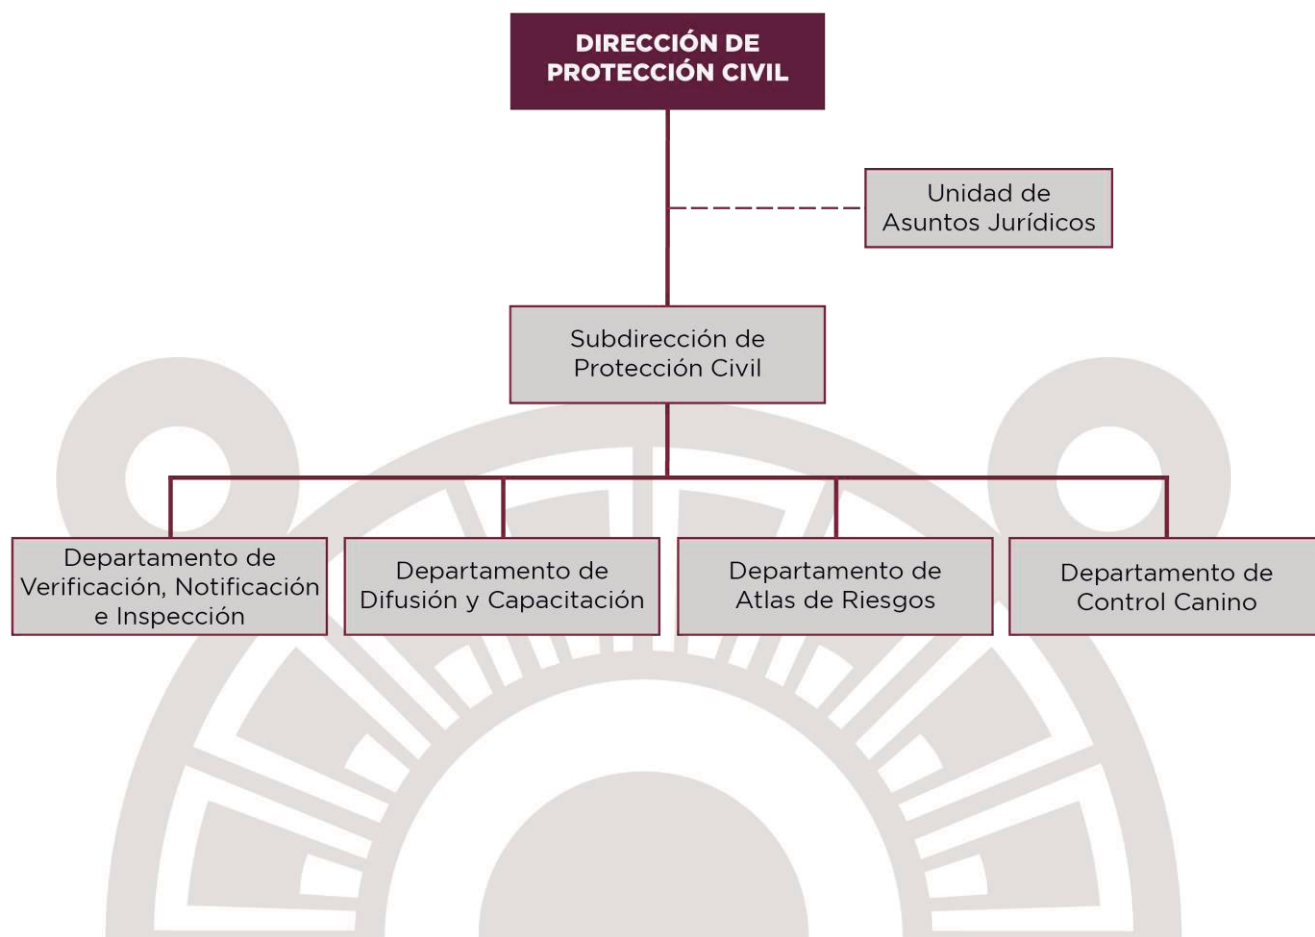 DIRECCIÓN DE
PROTECCIÓN CIVIL
Unidad de
Asuntos Jurídicos
Subdirección de
Protección Civil
Departamento de
Verificación, Notificación
e Inspección
Departamento de
Difusión y Capacitación
Departamento de
Atlas de Riesgos
Departamento de
Control Canino